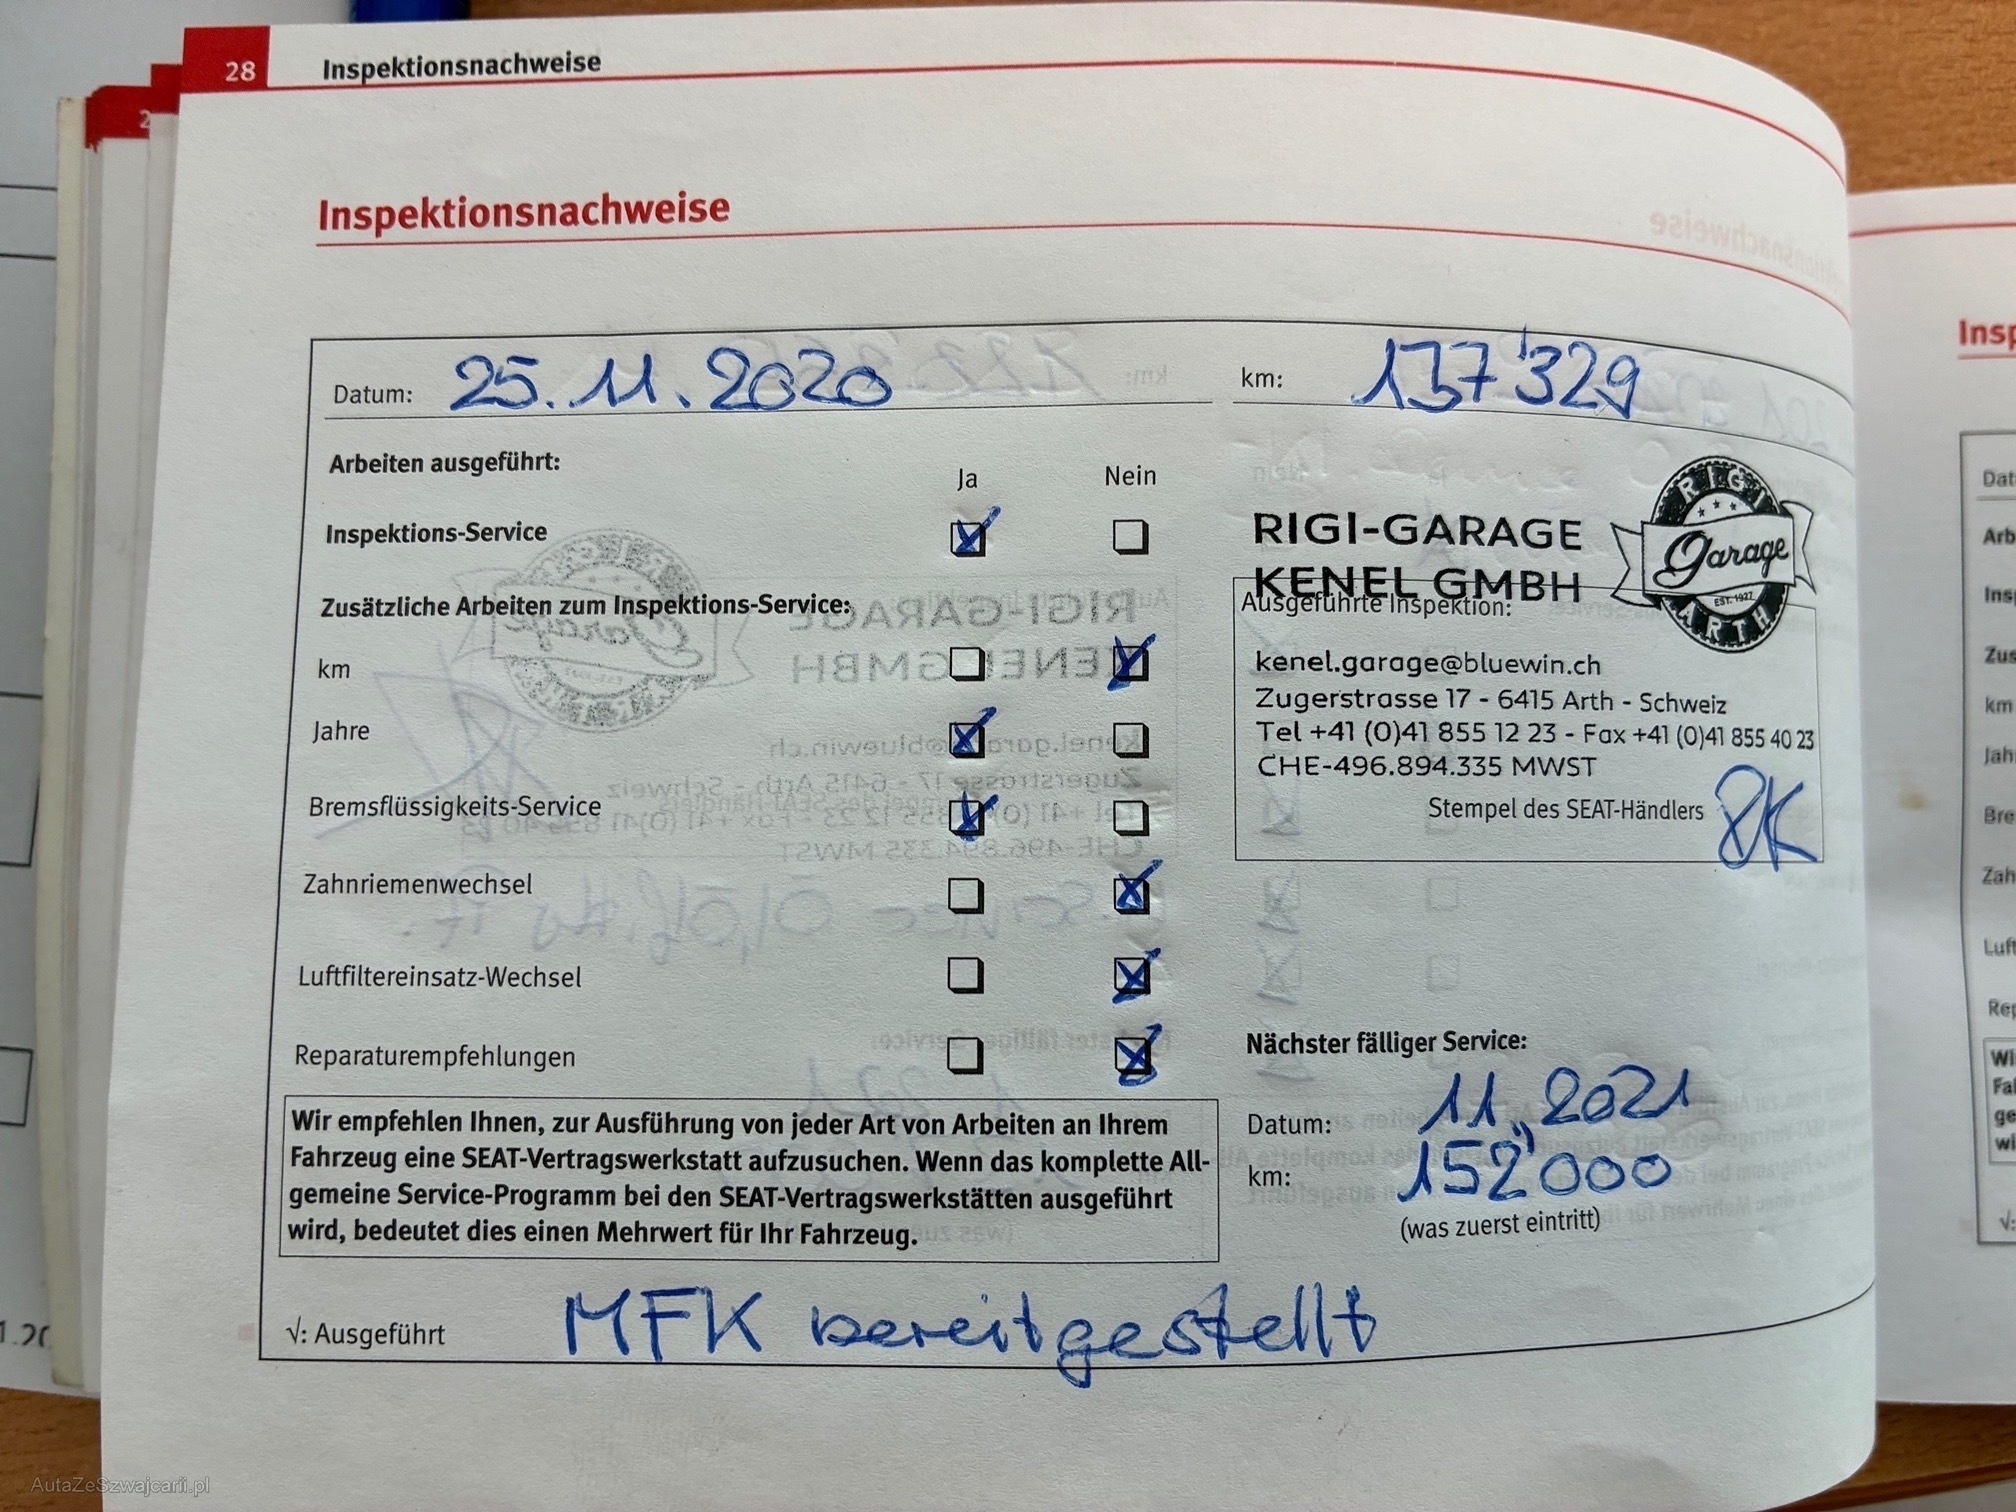 28 Inspektionsnachweise
Inspektionsnachweise
Datum: 25.11.2020 km: 137'329
Arbeiten ausgeführt: Ja Nein
Inspektions-Service
RIGI-GARAGE
KENEL GMBH
RIGI
Garage
EST. 1927
ARTH
Zusätzliche Arbeiten zum Inspektions-Service:
Ausgeführte Inspektion:
km
kenel.garage@bluewin.ch
Zugerstrasse 17 - 6415 Arth - Schweiz
Jahre
Tel +41 (0)41 855 12 23 - Fax +41 (0)41 855 40 23
CHE-496.894.335 MWST
Bremsflüssigkeits-Service
Stempel des SEAT-Händlers
Zahnriemenwechsel
Luftfiltereinsatz-Wechsel
Reparaturempfehlungen
Nächster fälliger Service:
Datum: 11.2021
km: 152'000
(was zuerst eintritt)
Wir empfehlen Ihnen, zur Ausführung von jeder Art von Arbeiten an Ihrem
Fahrzeug eine SEAT-Vertragswerkstatt aufzusuchen. Wenn das komplette All-
gemeine Service-Programm bei den SEAT-Vertragswerkstätten ausgeführt
wird, bedeutet dies einen Mehrwert für Ihr Fahrzeug.
√: Ausgeführt MFK bereitgestellt
AutaZeSzwajcarii.pl